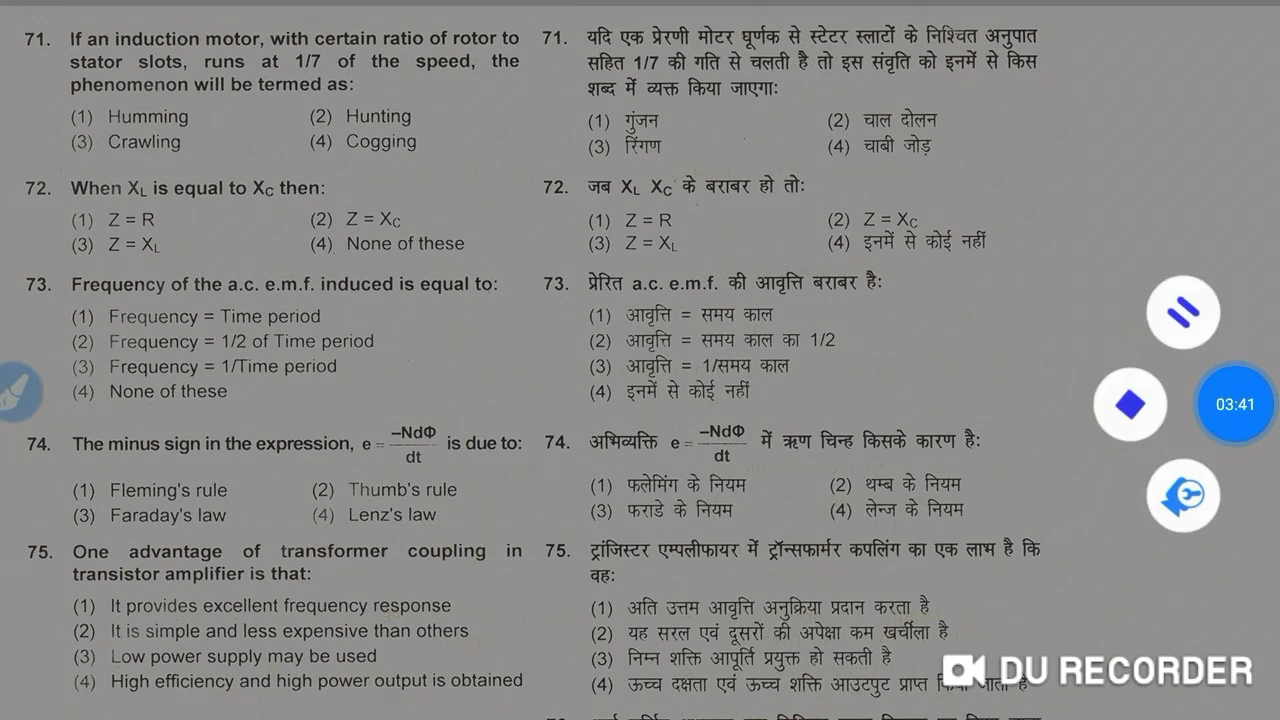 71. If an induction motor, with certain ratio of rotor to
stator slots, runs at 1/7 of the speed, the
phenomenon will be termed as:
(1) Humming (2) Hunting
(3) Crawling (4) Cogging
72. When XL is equal to XC then:
(1) Z = R (2) Z = XC
(3) Z = XL (4) None of these
73. Frequency of the a.c. e.m.f. induced is equal to:
(1) Frequency = Time period
(2) Frequency = 1/2 of Time period
(3) Frequency = 1/Time period
(4) None of these
74. The minus sign in the expression, e = –NdΦ/dt is due to:
(1) Fleming's rule (2) Thumb's rule
(3) Faraday's law (4) Lenz's law
75. One advantage of transformer coupling in
transistor amplifier is that:
(1) It provides excellent frequency response
(2) It is simple and less expensive than others
(3) Low power supply may be used
(4) High efficiency and high power output is obtained
71. यदि एक प्रेरणी मोटर घूर्णक से स्टेटर स्लाटों के निश्चित अनुपात
सहित 1/7 की गति से चलती है तो इस संवृति को इनमें से किस
शब्द में व्यक्त किया जाएगाः
(1) गुंजन (2) चाल दोलन
(3) रिंगण (4) चाबी जोड़
72. जब XL XC के बराबर हो तोः
(1) Z = R (2) Z = XC
(3) Z = XL (4) इनमें से कोई नहीं
73. प्रेरित a.c. e.m.f. की आवृत्ति बराबर हैः
(1) आवृत्ति = समय काल
(2) आवृत्ति = समय काल का 1/2
(3) आवृत्ति = 1/समय काल
(4) इनमें से कोई नहीं
74. अभिव्यक्ति e = –NdΦ/dt में ऋण चिन्ह किसके कारण हैः
(1) फलेमिंग के नियम (2) थम्ब के नियम
(3) फराडे के नियम (4) लेन्ज के नियम
75. ट्रांजिस्टर एम्पलीफायर में ट्रॉन्सफार्मर कपलिंग का एक लाभ है कि
वहः
(1) अति उत्तम आवृत्ति अनुक्रिया प्रदान करता है
(2) यह सरल एवं दूसरों की अपेक्षा कम खर्चीला है
(3) निम्न शक्ति आपूर्ति प्रयुक्त हो सकती है
(4) ऊच्च दक्षता एवं ऊच्च शक्ति आउटपुट प्राप्त किया जाता है
03:41
DU RECORDER